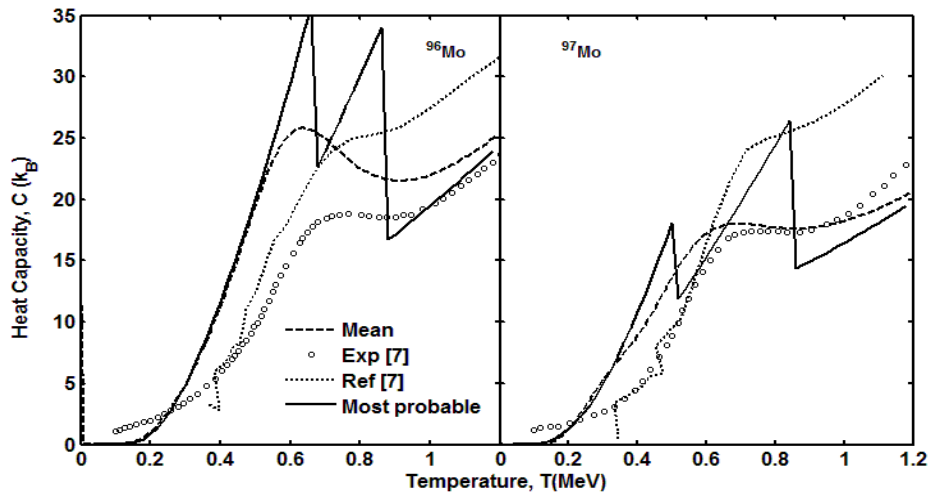 35
30
25
20
15
10
5
0
Heat Capacity, C (k_B)
⁹⁶Mo
⁹⁷Mo
Mean
Exp [7]
Ref [7]
Most probable
0 0.2 0.4 0.6 0.8 1 0 0.2 0.4 0.6 0.8 1 1.2
Temperature, T(MeV)